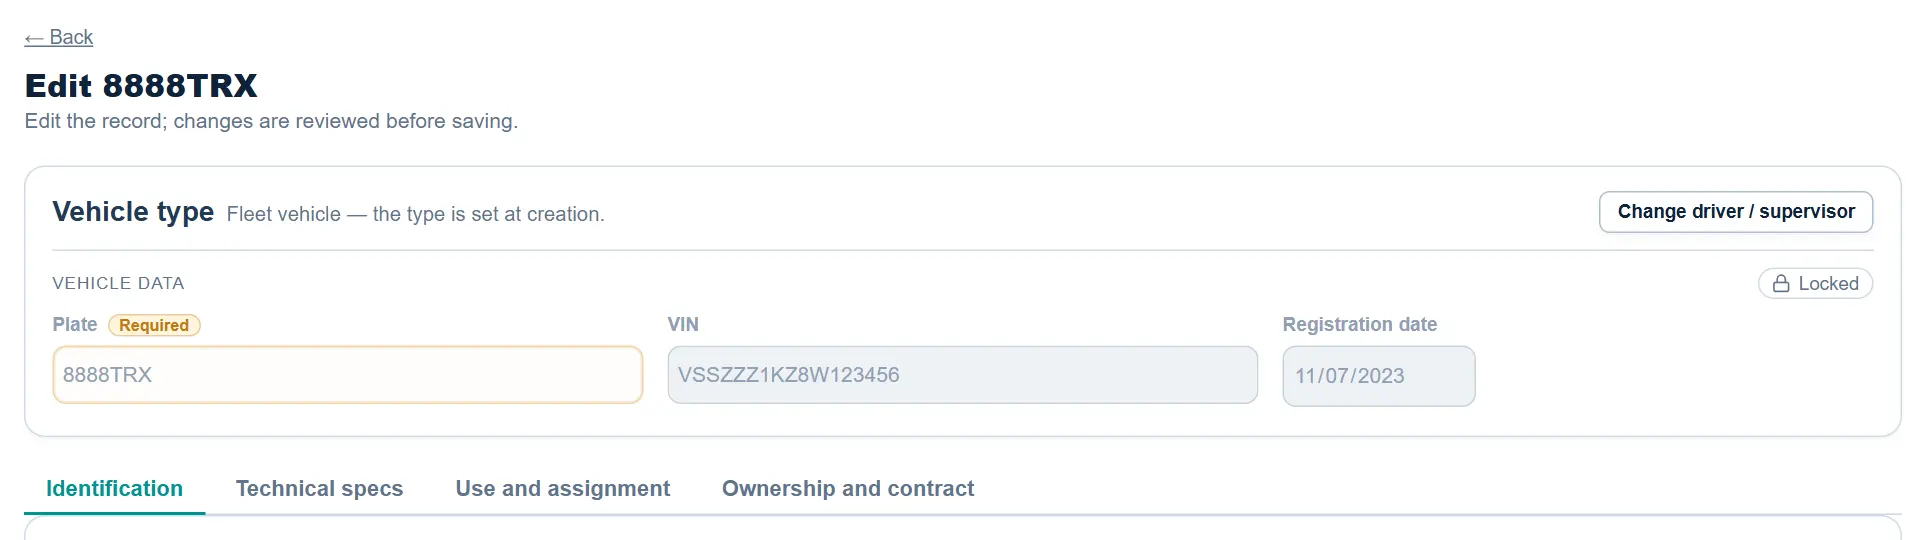 ← Back
Edit 8888TRX
Edit the record; changes are reviewed before saving.
Vehicle type Fleet vehicle — the type is set at creation.
Change driver / supervisor
VEHICLE DATA
Locked
Plate Required
VIN
Registration date
8888TRX
VSSZZZ1KZ8W123456
11/07/2023
Identification
Technical specs
Use and assignment
Ownership and contract